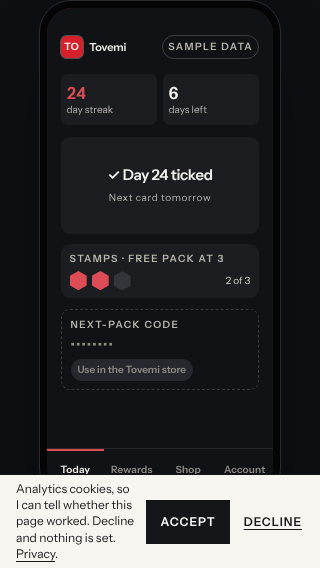 TO Tovemi SAMPLE DATA
24 6
day streak days left
✓ Day 24 ticked
Next card tomorrow
STAMPS · FREE PACK AT 3
2 of 3
NEXT-PACK CODE
········
Use in the Tovemi store
Today Rewards Shop Account
Analytics cookies, so
I can tell whether this
page worked. Decline
and nothing is set.
Privacy.
ACCEPT DECLINE